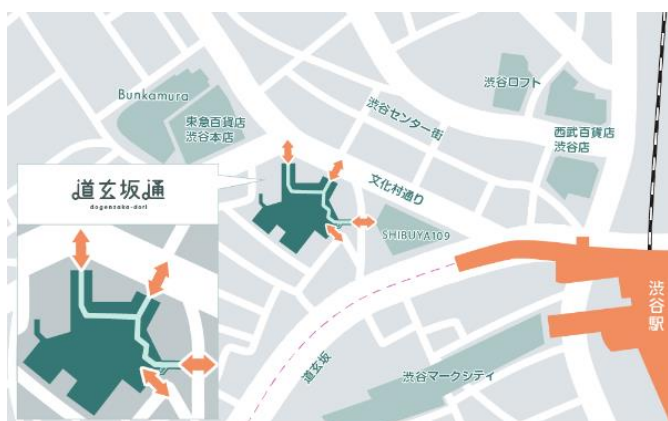 渋谷ロフト
Bunkamura
東急百貨店
渋谷本店
渋谷センター街
西武百貨店
渋谷店
道玄坂通
dogenzaka-dori
文化村通り
SHIBUYA109
渋谷駅
道玄坂
渋谷マークシティ